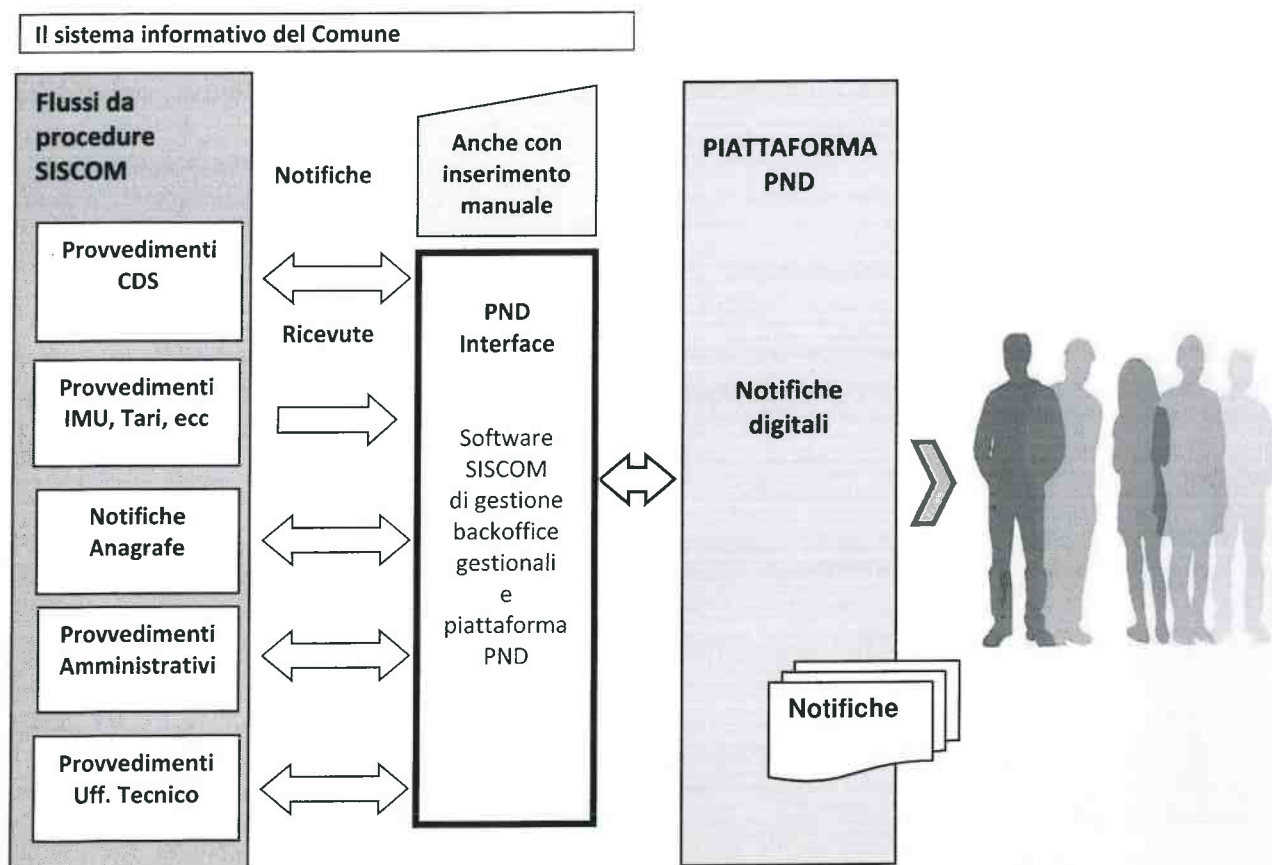 Il sistema informativo del Comune
Flussi da
procedure
SISCOM
Provvedimenti
CDS
Provvedimenti
IMU, Tari, ecc
Notifiche
Anagrafe
Provvedimenti
Amministrativi
Provvedimenti
Uff. Tecnico
Notifiche
Ricevute
Anche con
inserimento
manuale
PND
Interface
Software
SISCOM
di gestione
backoffice
gestionali
e
piattaforma
PND
PIATTAFORMA
PND
Notifiche
digitali
Notifiche